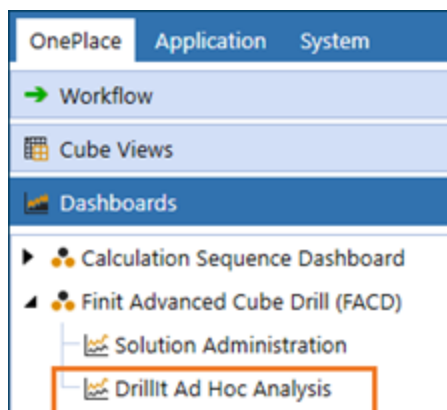 OnePlace Application System
Workflow
Cube Views
Dashboards
Calculation Sequence Dashboard
Finit Advanced Cube Drill (FACD)
Solution Administration
DrillIt Ad Hoc Analysis